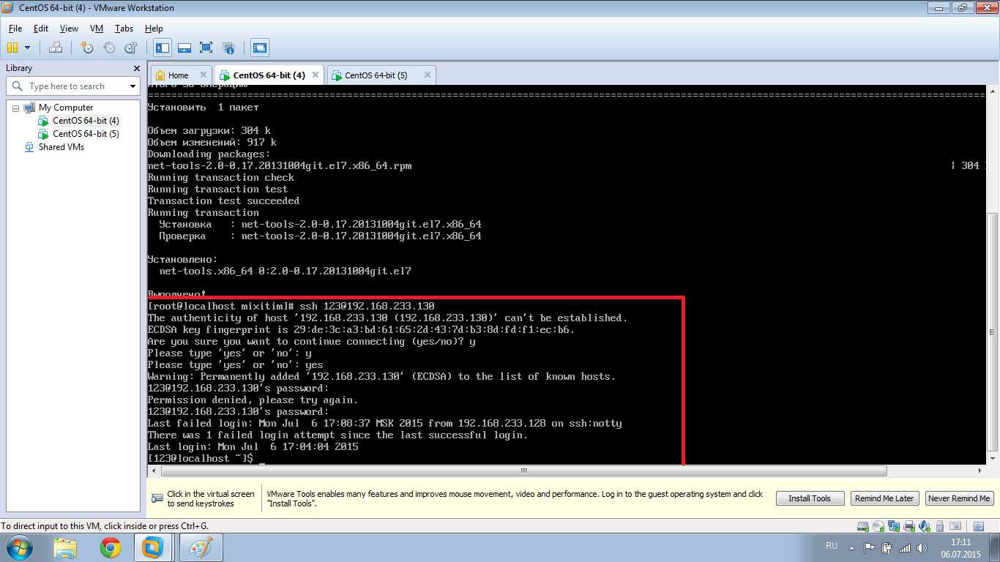 CentOS 64-bit (4) - VMware Workstation
File Edit View VM Tabs Help
Library
Type here to search
My Computer
CentOS 64-bit (4)
CentOS 64-bit (5)
Shared VMs
Home CentOS 64-bit (4) CentOS 64-bit (5)
Итого за операцию
================================================================================
Установить 1 пакет
Объем загрузки: 304 k
Объем изменений: 917 k
Downloading packages:
net-tools-2.0-0.17.20131004git.el7.x86_64.rpm | 304
Running transaction check
Running transaction test
Transaction test succeeded
Running transaction
Установка : net-tools-2.0-0.17.20131004git.el7.x86_64
Проверка : net-tools-2.0-0.17.20131004git.el7.x86_64
Установлено:
net-tools.x86_64 0:2.0-0.17.20131004git.el7
Выполнено!
[root@localhost mixitim]# ssh 123@192.168.233.130
The authenticity of host '192.168.233.130 (192.168.233.130)' can't be established.
ECDSA key fingerprint is 29:de:3c:a3:bd:61:65:2d:43:7d:b3:8d:fd:f1:ec:b6.
Are you sure you want to continue connecting (yes/no)? y
Please type 'yes' or 'no': y
Please type 'yes' or 'no': yes
Warning: Permanently added '192.168.233.130' (ECDSA) to the list of known hosts.
123@192.168.233.130's password:
Permission denied, please try again.
123@192.168.233.130's password:
Last failed login: Mon Jul  6 17:08:37 MSK 2015 from 192.168.233.128 on ssh:notty
There was 1 failed login attempt since the last successful login.
Last login: Mon Jul  6 17:04:04 2015
[123@localhost ~]$ _
Click in the virtual screen
to send keystrokes
VMware Tools enables many features and improves mouse movement, video and performance. Log in to the guest operating system and click
"Install Tools".
Install Tools
Remind Me Later
Never Remind Me
To direct input to this VM, click inside or press Ctrl+G.
RU
17:11
06.07.2015